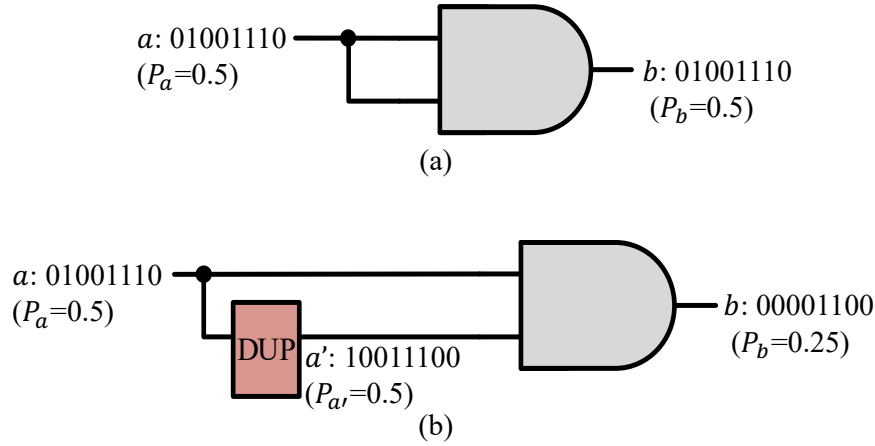 a: 01001110
(Pa=0.5)
b: 01001110
(Pb=0.5)
(a)
a: 01001110
(Pa=0.5)
DUP
a': 10011100
(Pa'=0.5)
b: 00001100
(Pb=0.25)
(b)